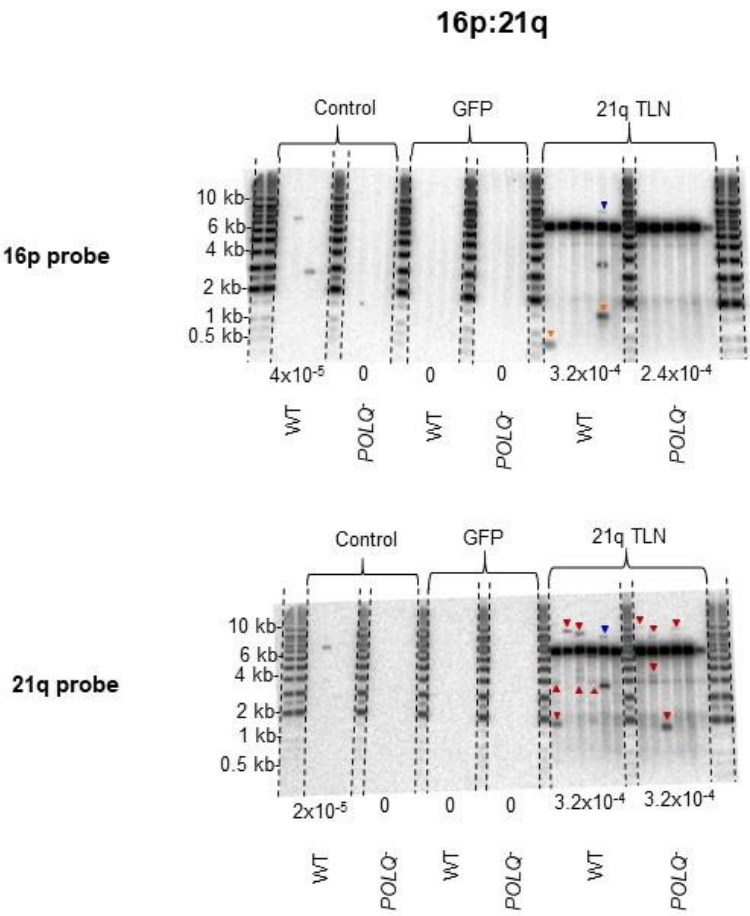 16p:21q
Control GFP 21q TLN
16p probe
10 kb
6 kb
4 kb
2 kb
1 kb
0.5 kb
4x10⁻⁵ 0 0 0 3.2x10⁻⁴ 2.4x10⁻⁴
WT POLQ⁻ WT POLQ⁻ WT POLQ⁻
Control GFP 21q TLN
21q probe
10 kb
6 kb
4 kb
2 kb
1 kb
0.5 kb
2x10⁻⁵ 0 0 0 3.2x10⁻⁴ 3.2x10⁻⁴
WT POLQ⁻ WT POLQ⁻ WT POLQ⁻